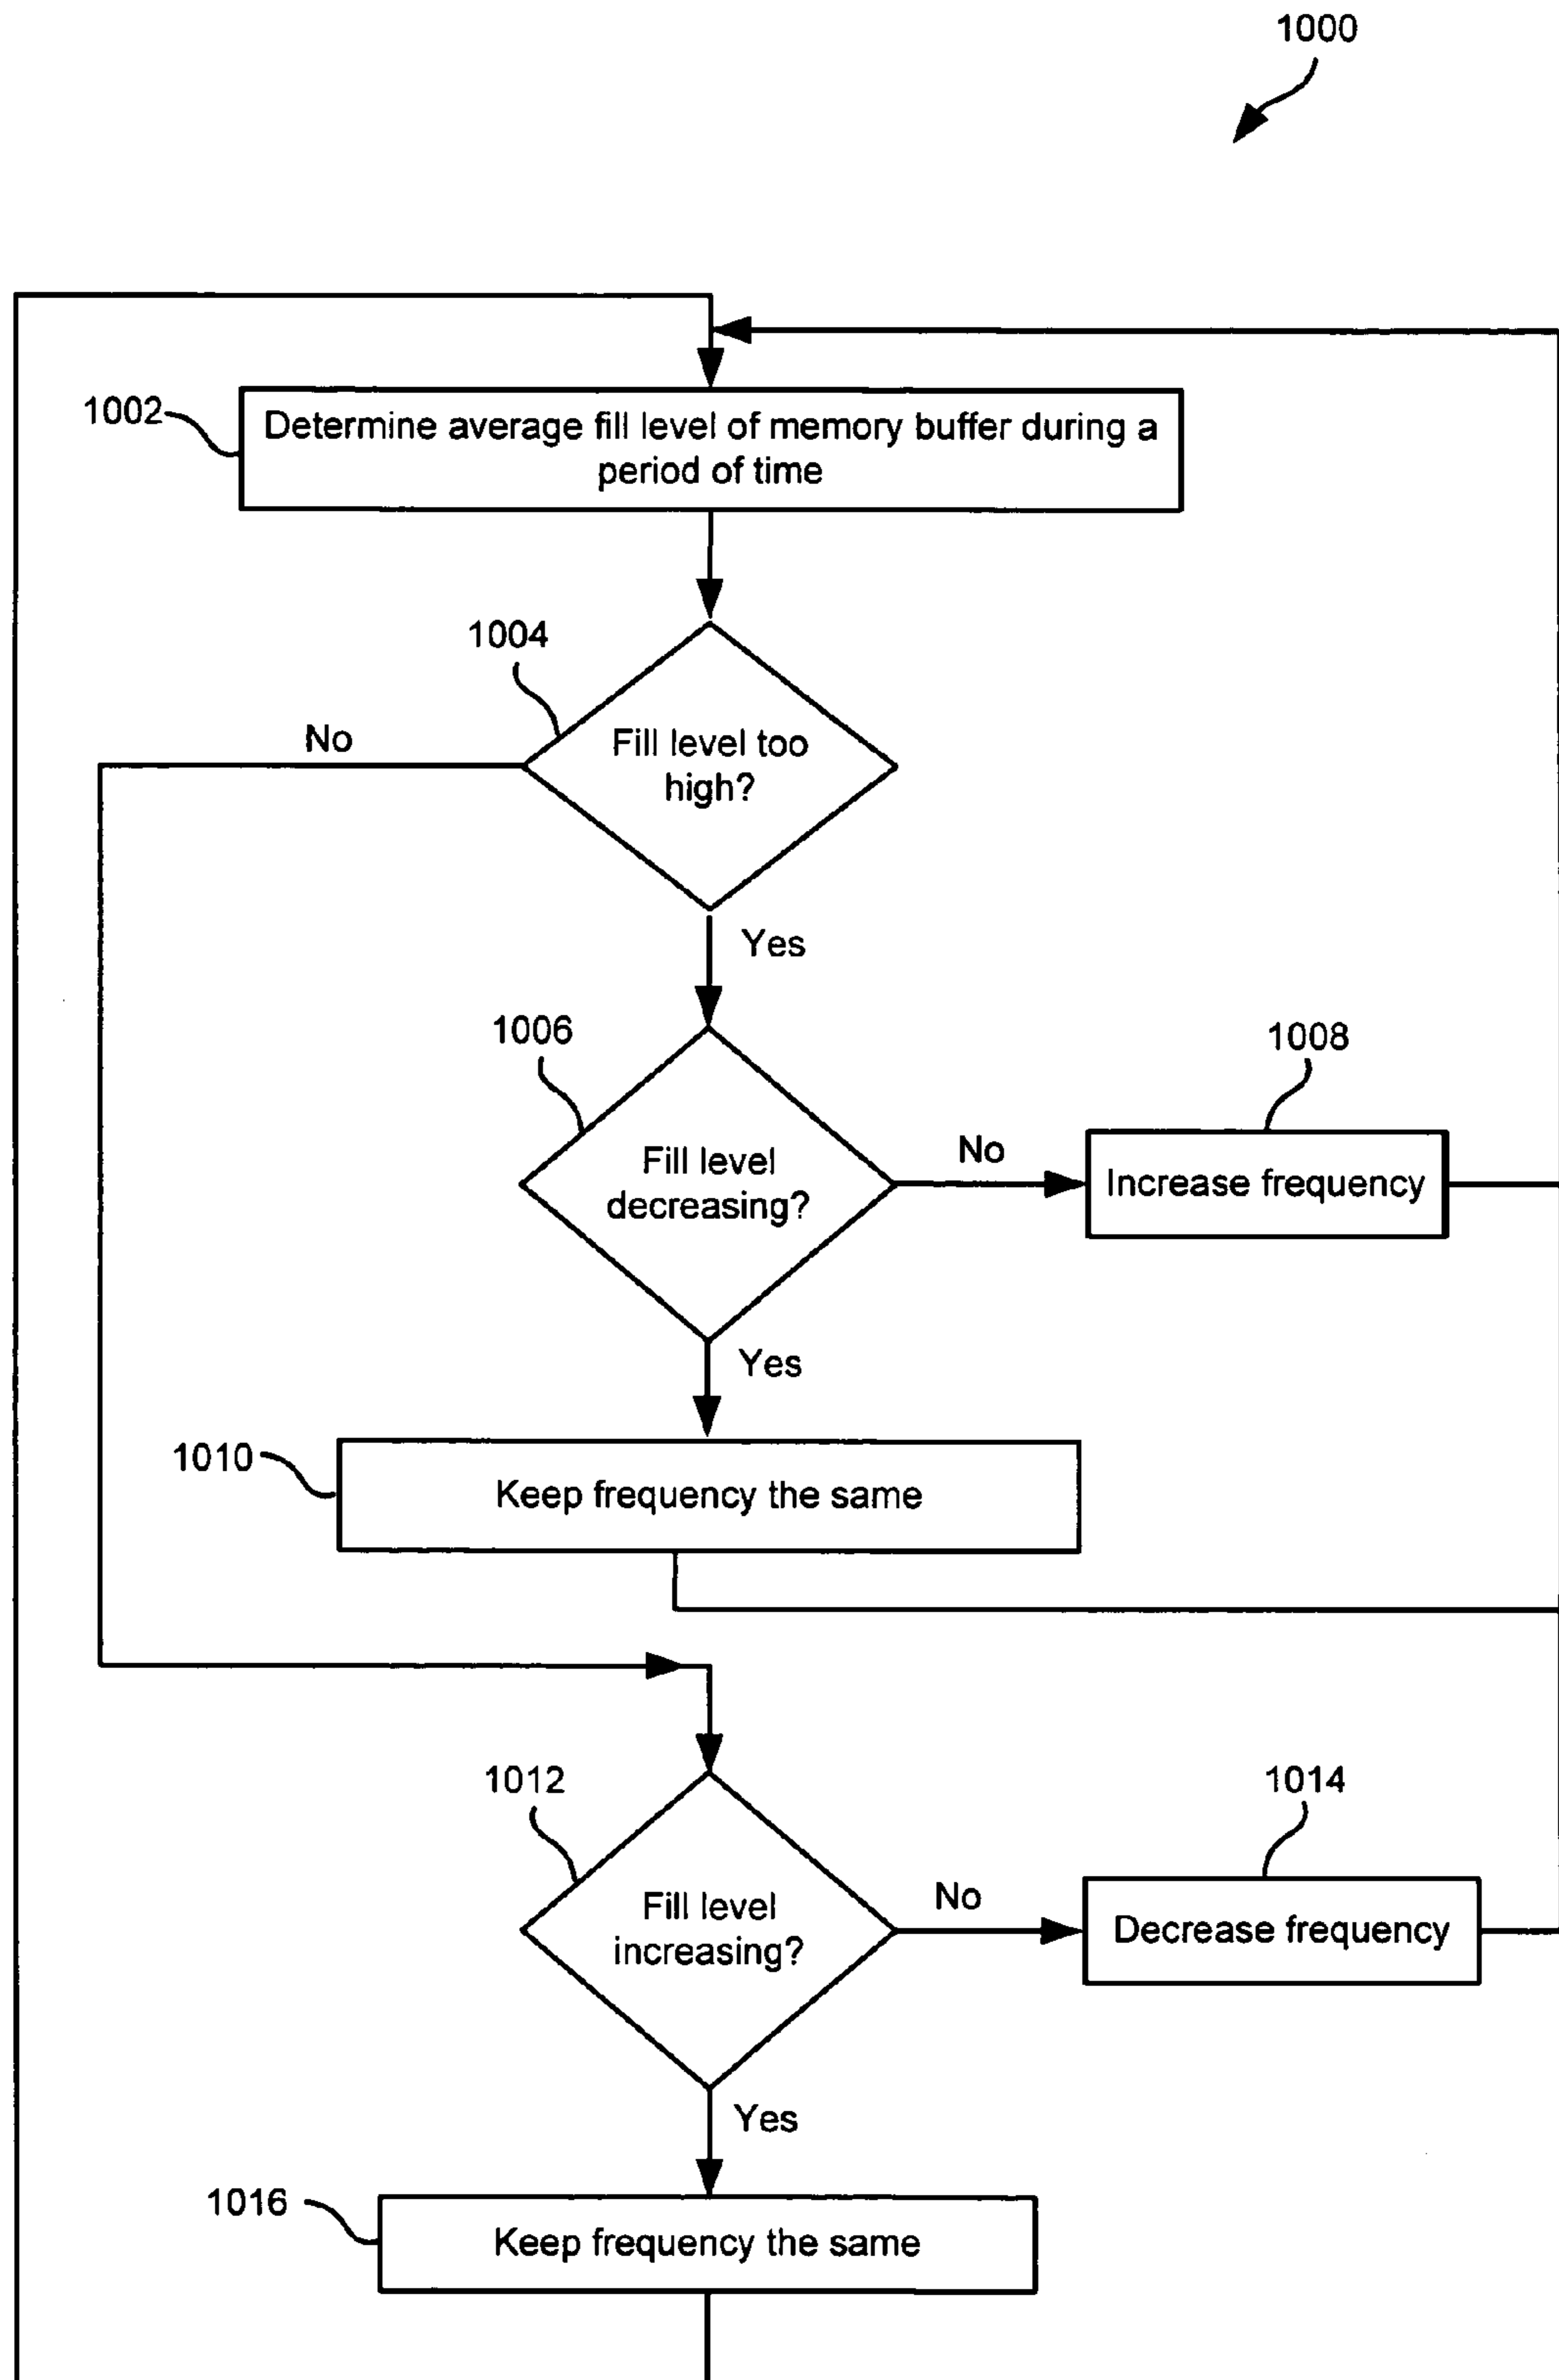 1000
1002
Determine average fill level of memory buffer during a
period of time
1004
No
Fill level too
high?
Yes
1006
1008
Fill level
decreasing?
No
Increase frequency
Yes
1010
Keep frequency the same
1012
1014
Fill level
increasing?
No
Decrease frequency
Yes
1016
Keep frequency the same